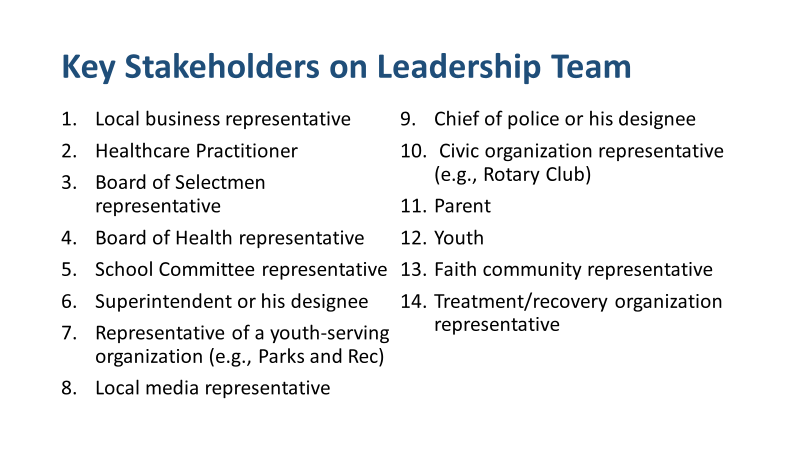 Key Stakeholders on Leadership Team
1. Local business representative
2. Healthcare Practitioner
3. Board of Selectmen
representative
4. Board of Health representative
5. School Committee representative
6. Superintendent or his designee
7. Representative of a youth-serving
organization (e.g., Parks and Rec)
8. Local media representative
9. Chief of police or his designee
10. Civic organization representative
(e.g., Rotary Club)
11. Parent
12. Youth
13. Faith community representative
14. Treatment/recovery organization
representative